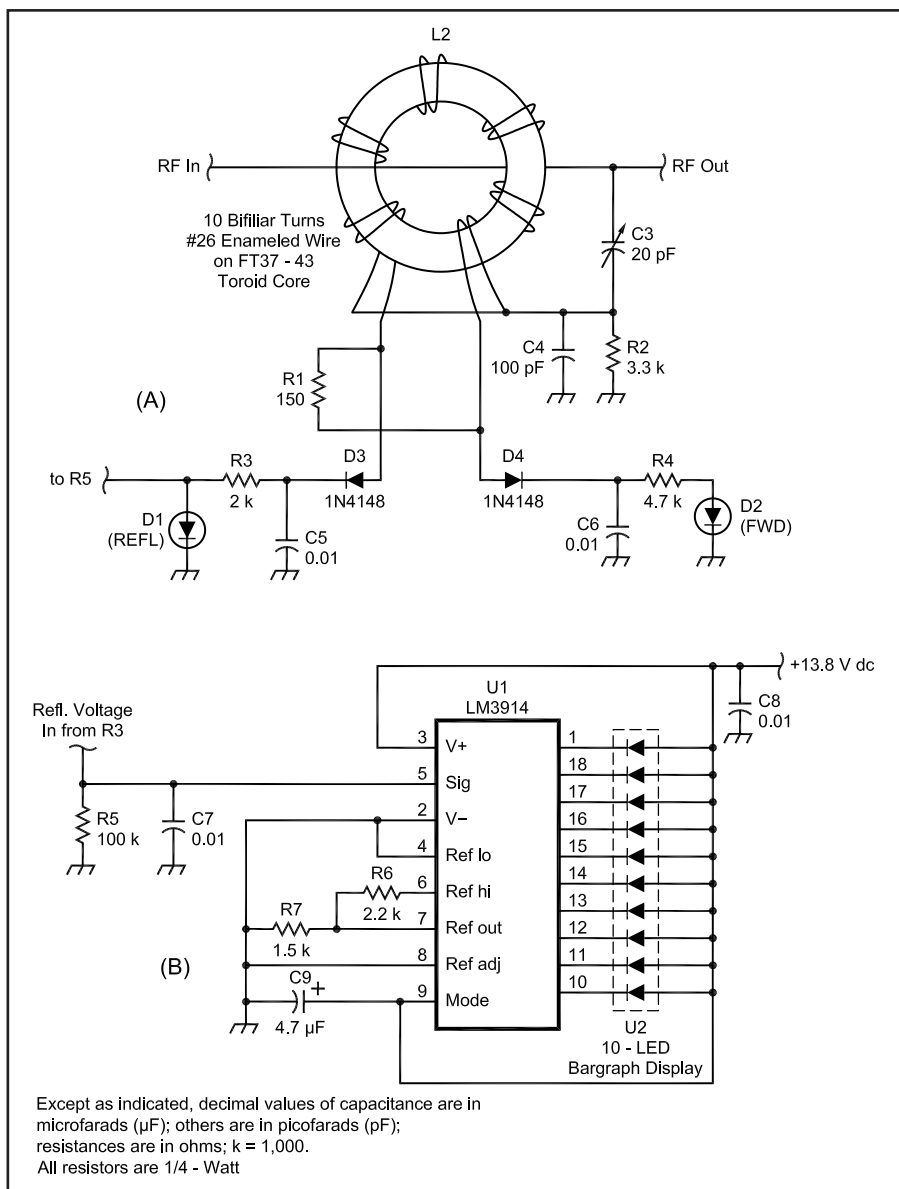 L2
RF In
RF Out
10 Bifiliar Turns
#26 Enameled Wire
on FT37 - 43
Toroid Core
C3
20 pF
C4
100 pF
R2
3.3 k
R1
150
(A)
to R5
R3
2 k
D3
1N4148
D4
1N4148
R4
4.7 k
D1
(REFL)
C5
0.01
C6
0.01
D2
(FWD)
+13.8 V dc
C8
0.01
U1
LM3914
Refl. Voltage
In from R3
3
V+
1
18
5
Sig
17
2
V–
16
4
Ref lo
15
6
Ref hi
14
7
Ref out
13
8
Ref adj
12
9
Mode
11
10
R5
100 k
C7
0.01
R6
2.2 k
R7
1.5 k
(B)
C9
+
4.7 µF
U2
10 - LED
Bargraph Display
Except as indicated, decimal values of capacitance are in
microfarads (µF); others are in picofarads (pF);
resistances are in ohms; k = 1,000.
All resistors are 1/4 - Watt